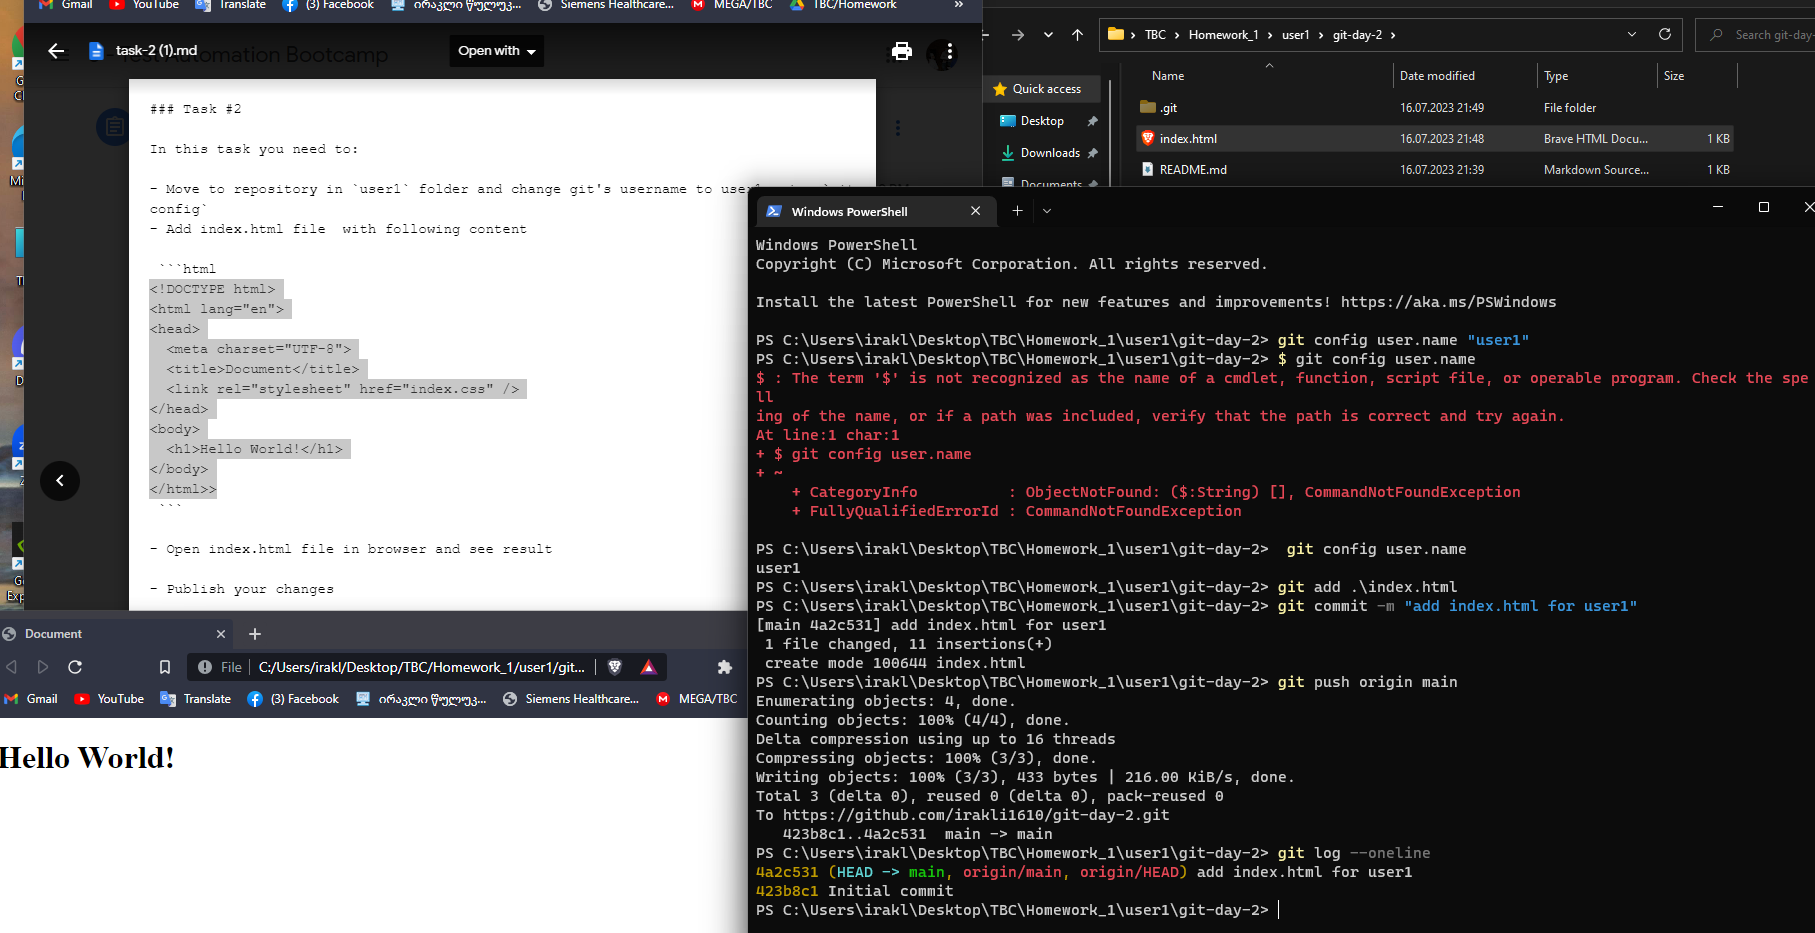 Gmail
YouTube
Translate
(3) Facebook
ირაკლი წულუკ...
Siemens Healthcare...
MEGA/TBC
TBC/Homework
»
task-2 (1).md
Test Automation Bootcamp
Open with
### Task #2
In this task you need to:
- Move to repository in `user1` folder and change git's username to
config`
- Add index.html file  with following content
```html
<!DOCTYPE html>
<html lang="en">
<head>
  <meta charset="UTF-8">
  <title>Document</title>
  <link rel="stylesheet" href="index.css" />
</head>
<body>
  <h1>Hello World!</h1>
</body>
</html>>
```
- Open index.html file in browser and see result
- Publish your changes
TBC › Homework_1 › user1 › git-day-2 ›
Search git-day-
Name Date modified Type Size
Quick access
Desktop
Downloads
Documents
.git 16.07.2023 21:49 File folder
index.html 16.07.2023 21:48 Brave HTML Docu... 1 KB
README.md 16.07.2023 21:39 Markdown Source... 1 KB
Windows PowerShell
Windows PowerShell
Copyright (C) Microsoft Corporation. All rights reserved.
Install the latest PowerShell for new features and improvements! https://aka.ms/PSWindows
PS C:\Users\irakl\Desktop\TBC\Homework_1\user1\git-day-2> git config user.name "user1"
PS C:\Users\irakl\Desktop\TBC\Homework_1\user1\git-day-2> $ git config user.name
$ : The term '$' is not recognized as the name of a cmdlet, function, script file, or operable program. Check the spe
ll
ing of the name, or if a path was included, verify that the path is correct and try again.
At line:1 char:1
+ $ git config user.name
+ ~
    + CategoryInfo          : ObjectNotFound: ($:String) [], CommandNotFoundException
    + FullyQualifiedErrorId : CommandNotFoundException
PS C:\Users\irakl\Desktop\TBC\Homework_1\user1\git-day-2>  git config user.name
user1
PS C:\Users\irakl\Desktop\TBC\Homework_1\user1\git-day-2> git add .\index.html
PS C:\Users\irakl\Desktop\TBC\Homework_1\user1\git-day-2> git commit -m "add index.html for user1"
[main 4a2c531] add index.html for user1
 1 file changed, 11 insertions(+)
 create mode 100644 index.html
PS C:\Users\irakl\Desktop\TBC\Homework_1\user1\git-day-2> git push origin main
Enumerating objects: 4, done.
Counting objects: 100% (4/4), done.
Delta compression using up to 16 threads
Compressing objects: 100% (3/3), done.
Writing objects: 100% (3/3), 433 bytes | 216.00 KiB/s, done.
Total 3 (delta 0), reused 0 (delta 0), pack-reused 0
To https://github.com/irakli1610/git-day-2.git
   423b8c1..4a2c531  main -> main
PS C:\Users\irakl\Desktop\TBC\Homework_1\user1\git-day-2> git log --oneline
4a2c531 (HEAD -> main, origin/main, origin/HEAD) add index.html for user1
423b8c1 Initial commit
PS C:\Users\irakl\Desktop\TBC\Homework_1\user1\git-day-2>
Document
File C:/Users/irakl/Desktop/TBC/Homework_1/user1/git...
Gmail
YouTube
Translate
(3) Facebook
ირაკლი წულუკ...
Siemens Healthcare...
MEGA/TBC
Hello World!